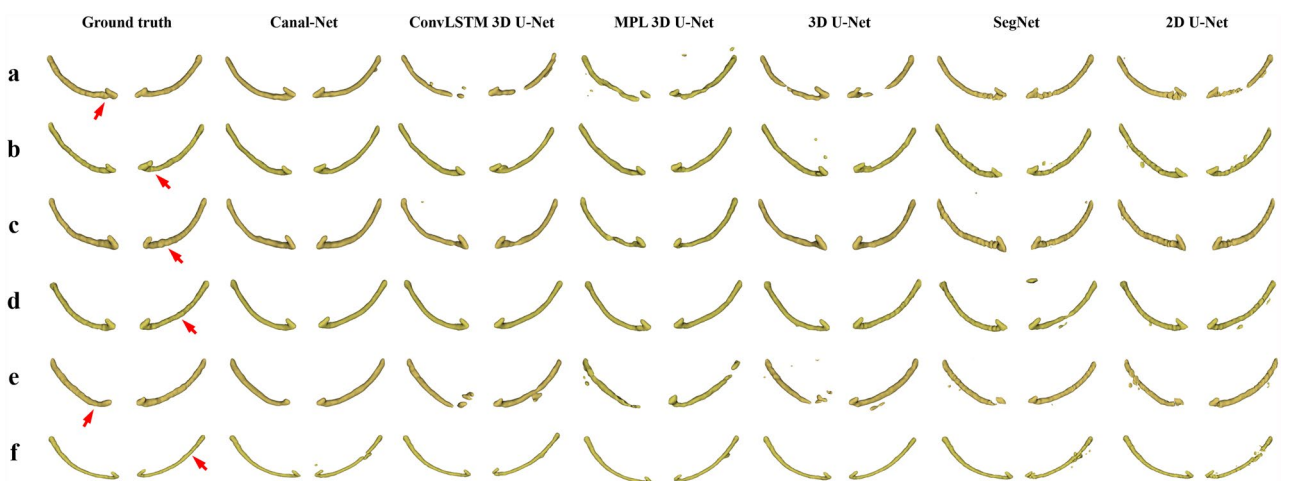 Ground truth Canal-Net ConvLSTM 3D U-Net MPL 3D U-Net 3D U-Net SegNet 2D U-Net
a
b
c
d
e
f